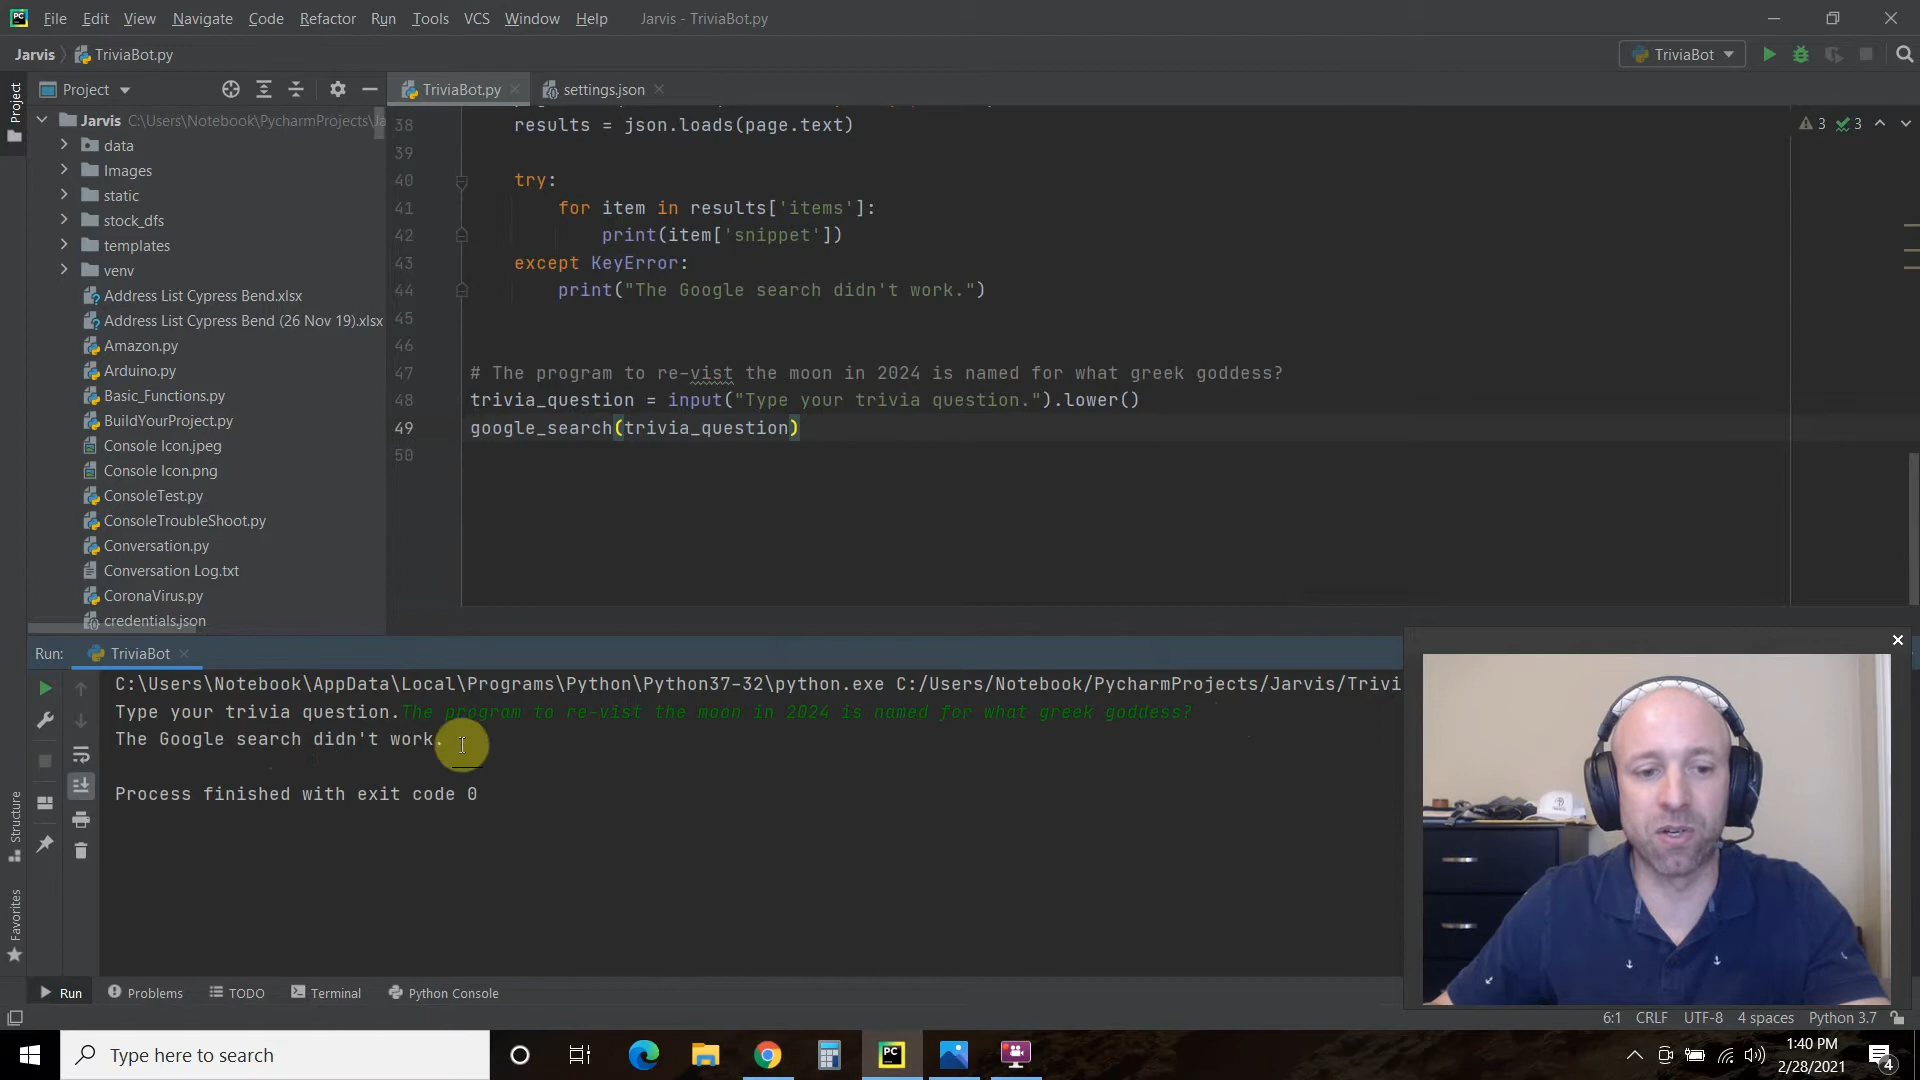 File Edit View Navigate Code Refactor Run Tools VCS Window Help Jarvis - TriviaBot.py
Jarvis TriviaBot.py TriviaBot
Project
Project TriviaBot.py settings.json
Jarvis C:\Users\Notebook\PycharmProjects\Ja
data
Images
static
stock_dfs
templates
venv
Address List Cypress Bend.xlsx
Address List Cypress Bend (26 Nov 19).xlsx
Amazon.py
Arduino.py
Basic_Functions.py
BuildYourProject.py
Console Icon.jpeg
Console Icon.png
ConsoleTest.py
ConsoleTroubleShoot.py
Conversation.py
Conversation Log.txt
CoronaVirus.py
credentials.json
3 3
38 results = json.loads(page.text)
39
40 try:
41 for item in results['items']:
42 print(item['snippet'])
43 except KeyError:
44 print("The Google search didn't work.")
45
46
47 # The program to re-vist the moon in 2024 is named for what greek goddess?
48 trivia_question = input("Type your trivia question.").lower()
49 google_search(trivia_question)
50
Run: TriviaBot
C:\Users\Notebook\AppData\Local\Programs\Python\Python37-32\python.exe C:/Users/Notebook/PycharmProjects/Jarvis/Trivi
Type your trivia question.The program to re-vist the moon in 2024 is named for what greek goddess?
The Google search didn't work.
Process finished with exit code 0
Structure
Favorites
Run Problems TODO Terminal Python Console
6:1 CRLF UTF-8 4 spaces Python 3.7
PC
Type here to search
PC
1:40 PM
2/28/2021
4